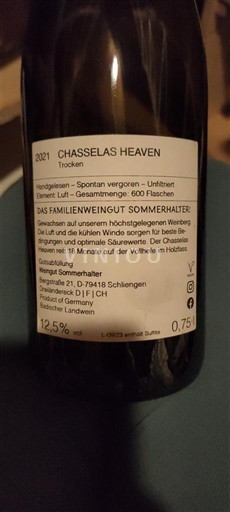 2021 CHASSELAS HEAVEN
Trocken
Handgelesen – Spontan vergoren – Unfiltriert
Element: Luft – Gesamtmenge: 600 Flaschen
DAS FAMILIENWEINGUT SOMMERHALTER:
Gewachsen auf unserem höchstgelegenen Weinberg.
Die Luft und die kühlen Winde sorgen für beste Be-
dingungen und optimale Säurewerte. Der Chasselas
Heaven reift 18 Monate auf der Vollhefe im Holzfass.
VINIOU
Gutsabfüllung
Weingut Sommerhalter
Bergstraße 21, D-79418 Schliengen
Dreiländereck D | F | CH
Product of Germany
Badischer Landwein
12,5% vol
enthält Sulfite
0,75 l